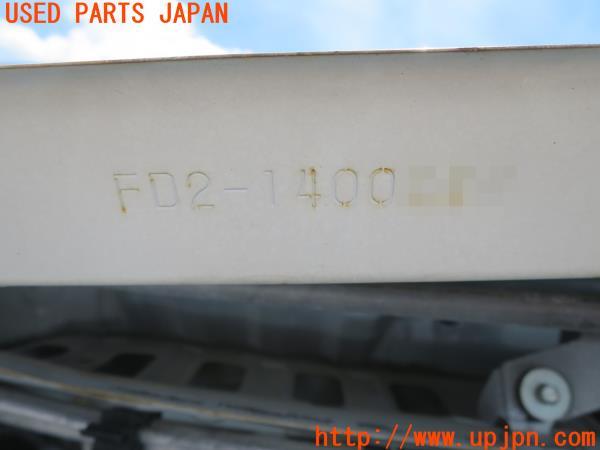 USED PARTS JAPAN
FD2-1400
http://www.upjpn.com/